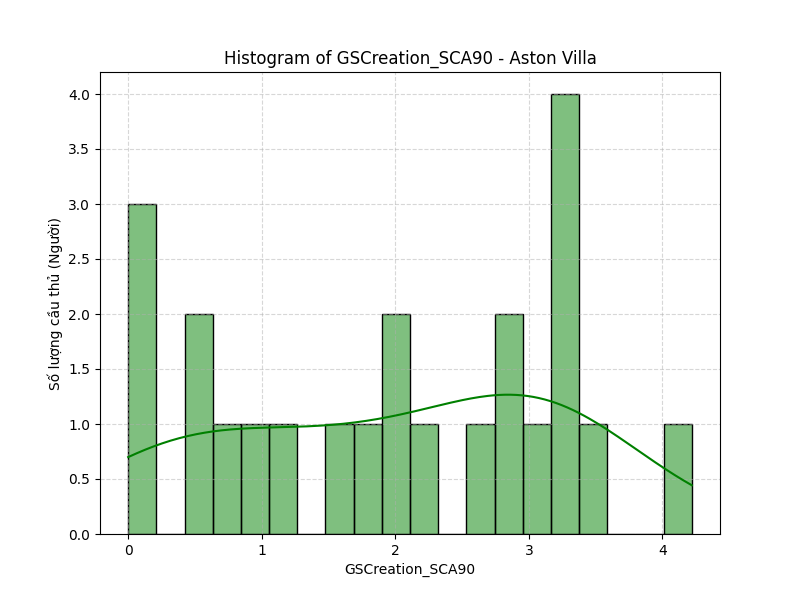 Histogram of GSCreation_SCA90 - Aston Villa
Số lượng cầu thủ (Người)
4.0
3.5
3.0
2.5
2.0
1.5
1.0
0.5
0.0
0 1 2 3 4
GSCreation_SCA90